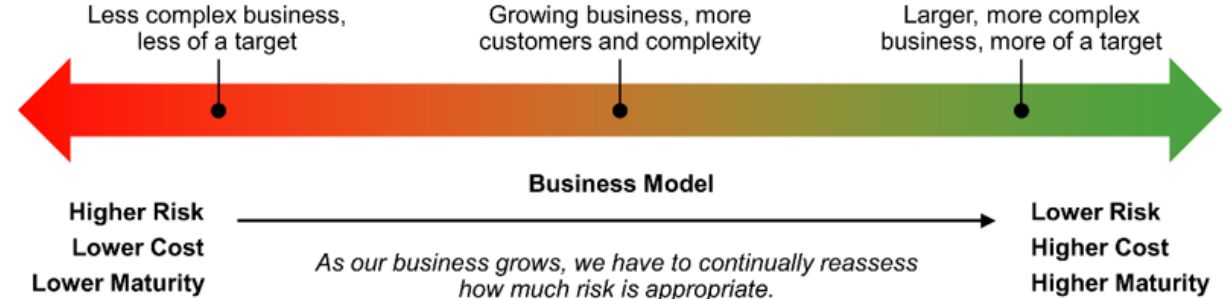 Less complex business,
less of a target
Growing business, more
customers and complexity
Larger, more complex
business, more of a target
Business Model
Higher Risk
Lower Cost
Lower Maturity
As our business grows, we have to continually reassess
how much risk is appropriate.
Lower Risk
Higher Cost
Higher Maturity